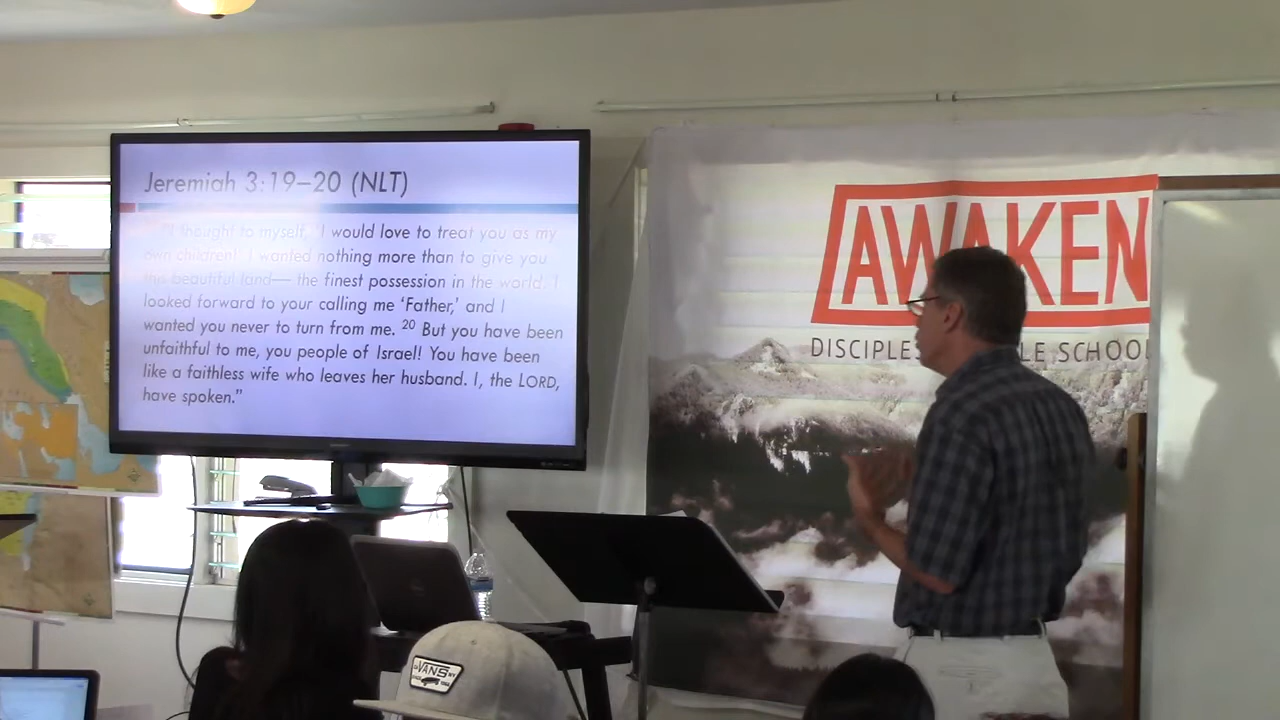 Jeremiah 3:19–20 (NLT)
"I thought to myself, 'I would love to treat you as my
own children!' I wanted nothing more than to give you
this beautiful land— the finest possession in the world. I
looked forward to your calling me 'Father,' and I
wanted you never to turn from me. 20 But you have been
unfaithful to me, you people of Israel! You have been
like a faithless wife who leaves her husband. I, the LORD,
have spoken."
AWAKEN
DISCIPLES LE SCHOOL
VANS